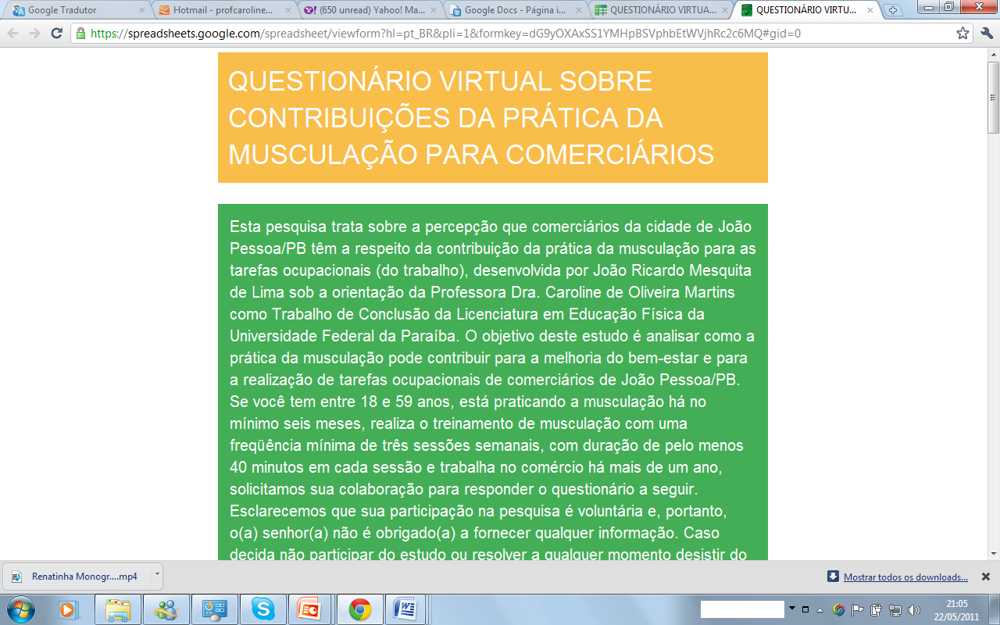 Google Tradutor
Hotmail - profcaroline...
(650 unread) Yahoo! Ma...
Google Docs - Página i...
QUESTIONÁRIO VIRTUA...
QUESTIONÁRIO VIRTU...
https://spreadsheets.google.com/spreadsheet/viewform?hl=pt_BR&pli=1&formkey=dG9yOXAxSS1YMHpBSVphbEtWVjhRc2c6MQ#gid=0
QUESTIONÁRIO VIRTUAL SOBRE
CONTRIBUIÇÕES DA PRÁTICA DA
MUSCULAÇÃO PARA COMERCIÁRIOS
Esta pesquisa trata sobre a percepção que comerciários da cidade de João
Pessoa/PB têm a respeito da contribuição da prática da musculação para as
tarefas ocupacionais (do trabalho), desenvolvida por João Ricardo Mesquita
de Lima sob a orientação da Professora Dra. Caroline de Oliveira Martins
como Trabalho de Conclusão da Licenciatura em Educação Física da
Universidade Federal da Paraíba. O objetivo deste estudo é analisar como a
prática da musculação pode contribuir para a melhoria do bem-estar e para
a realização de tarefas ocupacionais de comerciários de João Pessoa/PB.
Se você tem entre 18 e 59 anos, está praticando a musculação há no
mínimo seis meses, realiza o treinamento de musculação com uma
freqüência mínima de três sessões semanais, com duração de pelo menos
40 minutos em cada sessão e trabalha no comércio há mais de um ano,
solicitamos sua colaboração para responder o questionário a seguir.
Esclarecemos que sua participação na pesquisa é voluntária e, portanto,
o(a) senhor(a) não é obrigado(a) a fornecer qualquer informação. Caso
decida não participar do estudo ou resolver a qualquer momento desistir do
Renatinha Monogr....mp4
Mostrar todos os downloads...
21:05
22/05/2011